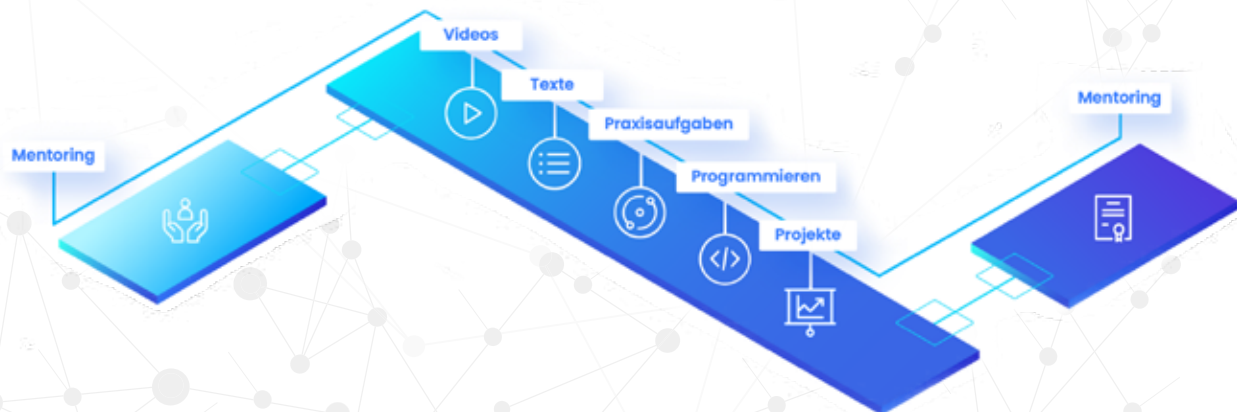 Mentoring
Videos
Texte
Praxisaufgaben
Programmieren
Projekte
Mentoring